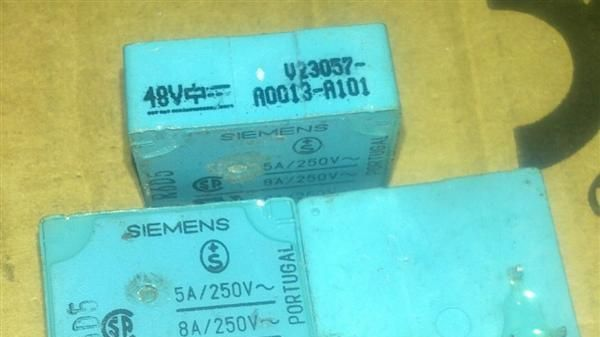 48V
V23057-
A0013-A101
SIEMENS
5A/250V~
8A/250V~
PORTUGAL
SIEMENS
5A/250V~
8A/250V~
PORTUGAL